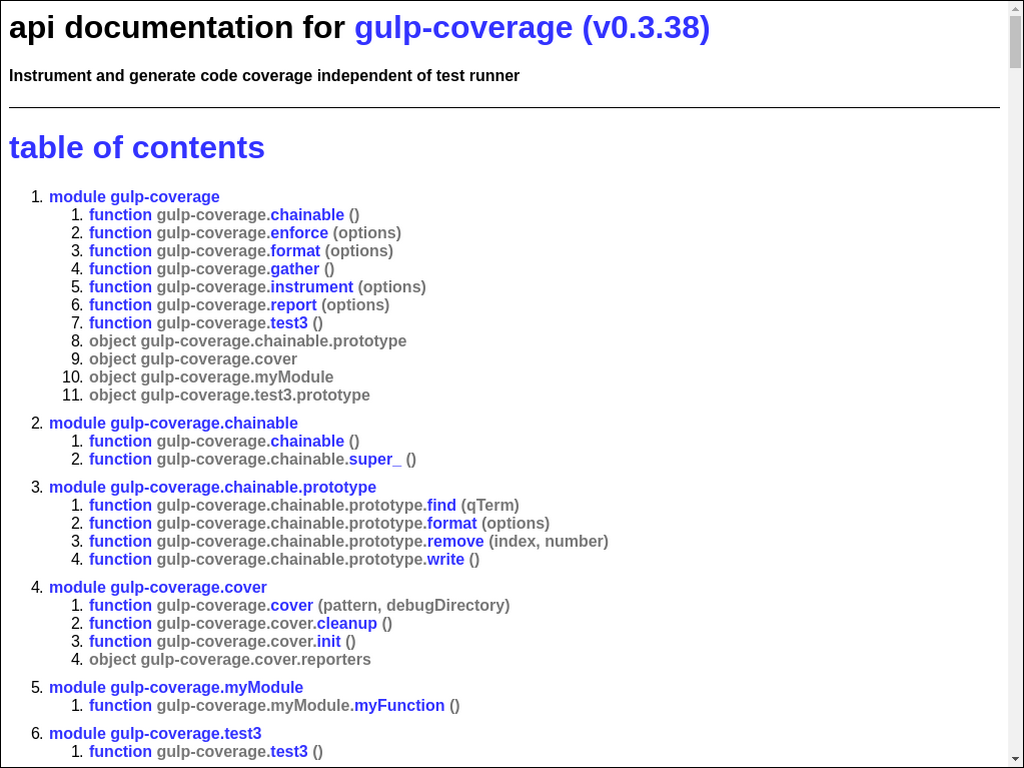 api documentation for gulp-coverage (v0.3.38)
Instrument and generate code coverage independent of test runner
table of contents
1. module gulp-coverage
1. function gulp-coverage.chainable ()
2. function gulp-coverage.enforce (options)
3. function gulp-coverage.format (options)
4. function gulp-coverage.gather ()
5. function gulp-coverage.instrument (options)
6. function gulp-coverage.report (options)
7. function gulp-coverage.test3 ()
8. object gulp-coverage.chainable.prototype
9. object gulp-coverage.cover
10. object gulp-coverage.myModule
11. object gulp-coverage.test3.prototype
2. module gulp-coverage.chainable
1. function gulp-coverage.chainable ()
2. function gulp-coverage.chainable.super_ ()
3. module gulp-coverage.chainable.prototype
1. function gulp-coverage.chainable.prototype.find (qTerm)
2. function gulp-coverage.chainable.prototype.format (options)
3. function gulp-coverage.chainable.prototype.remove (index, number)
4. function gulp-coverage.chainable.prototype.write ()
4. module gulp-coverage.cover
1. function gulp-coverage.cover (pattern, debugDirectory)
2. function gulp-coverage.cover.cleanup ()
3. function gulp-coverage.cover.init ()
4. object gulp-coverage.cover.reporters
5. module gulp-coverage.myModule
1. function gulp-coverage.myModule.myFunction ()
6. module gulp-coverage.test3
1. function gulp-coverage.test3 ()